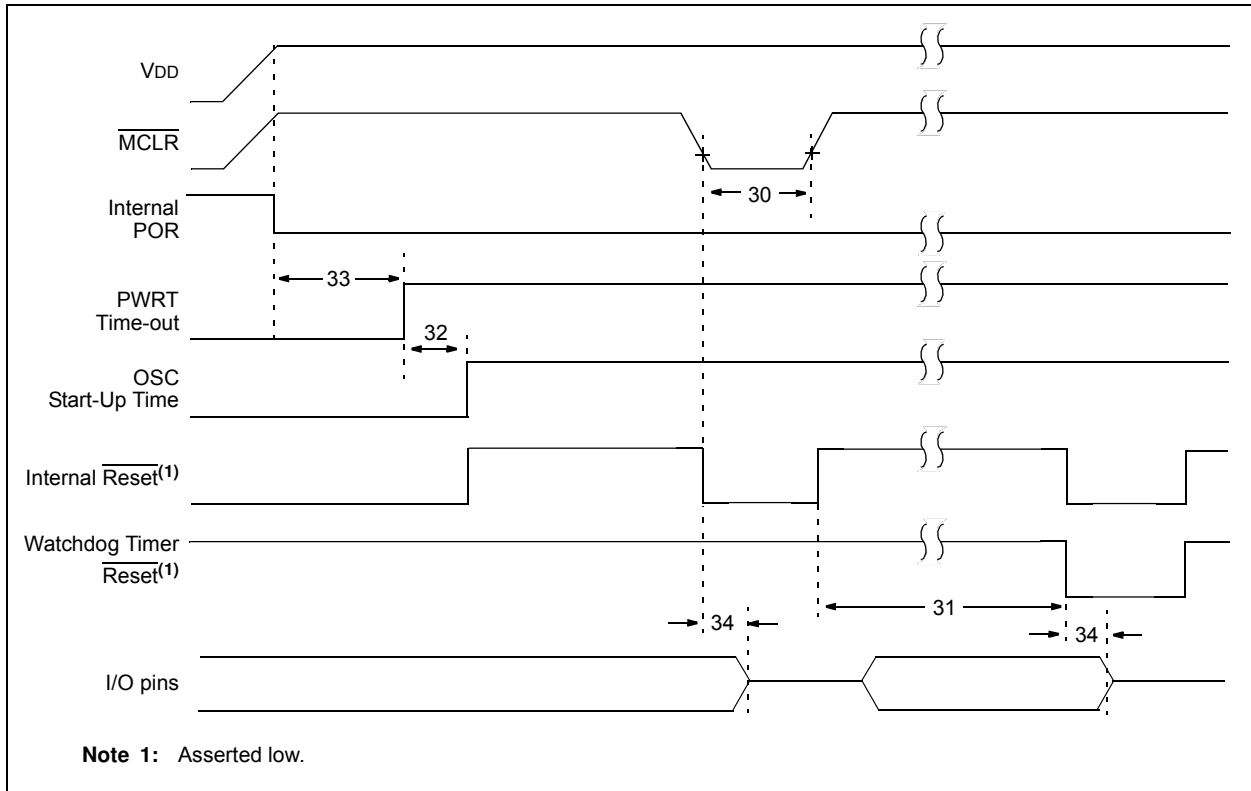 VDD
MCLR
30
Internal
POR
33
PWRT
Time-out
32
OSC
Start-Up Time
Internal Reset(1)
Watchdog Timer
Reset(1)
31
34
34
I/O pins
Note 1: Asserted low.